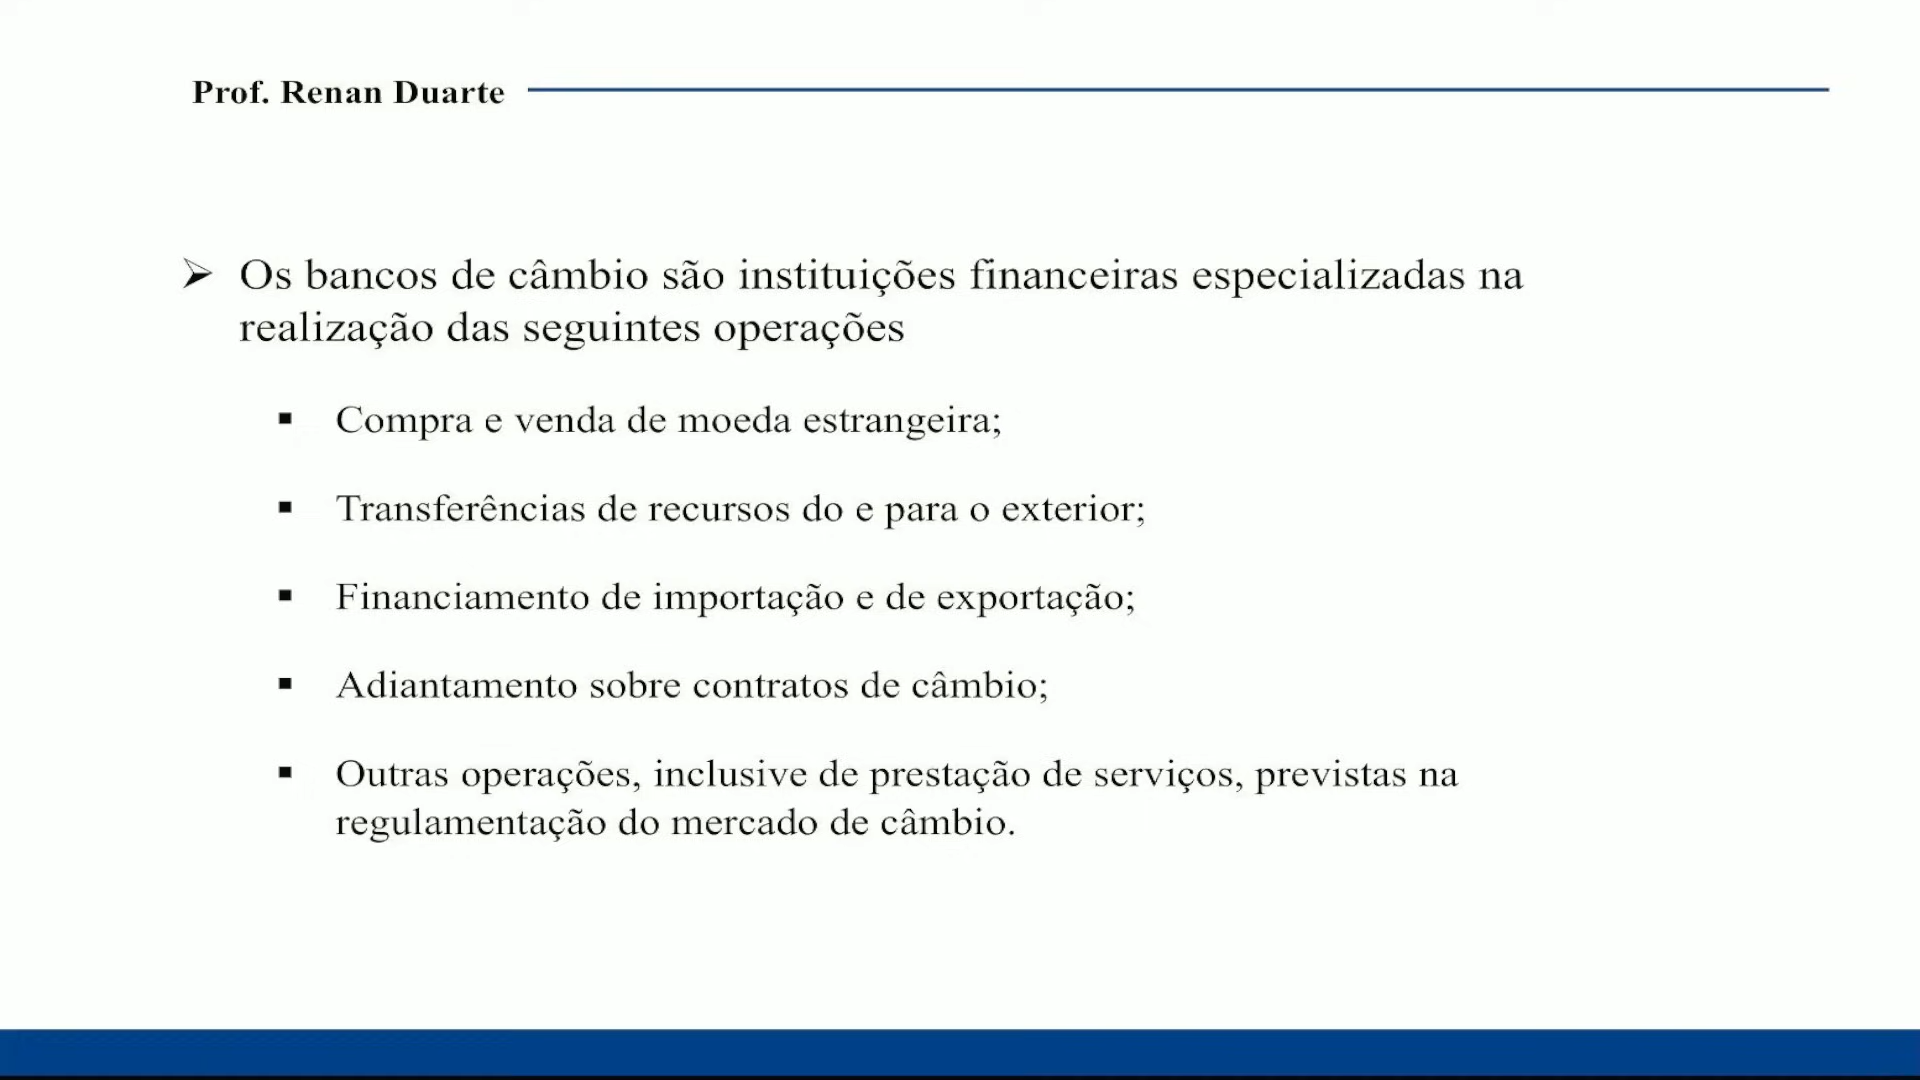 Prof. Renan Duarte
➢ Os bancos de câmbio são instituições financeiras especializadas na
realização das seguintes operações
▪ Compra e venda de moeda estrangeira;
▪ Transferências de recursos do e para o exterior;
▪ Financiamento de importação e de exportação;
▪ Adiantamento sobre contratos de câmbio;
▪ Outras operações, inclusive de prestação de serviços, previstas na
regulamentação do mercado de câmbio.